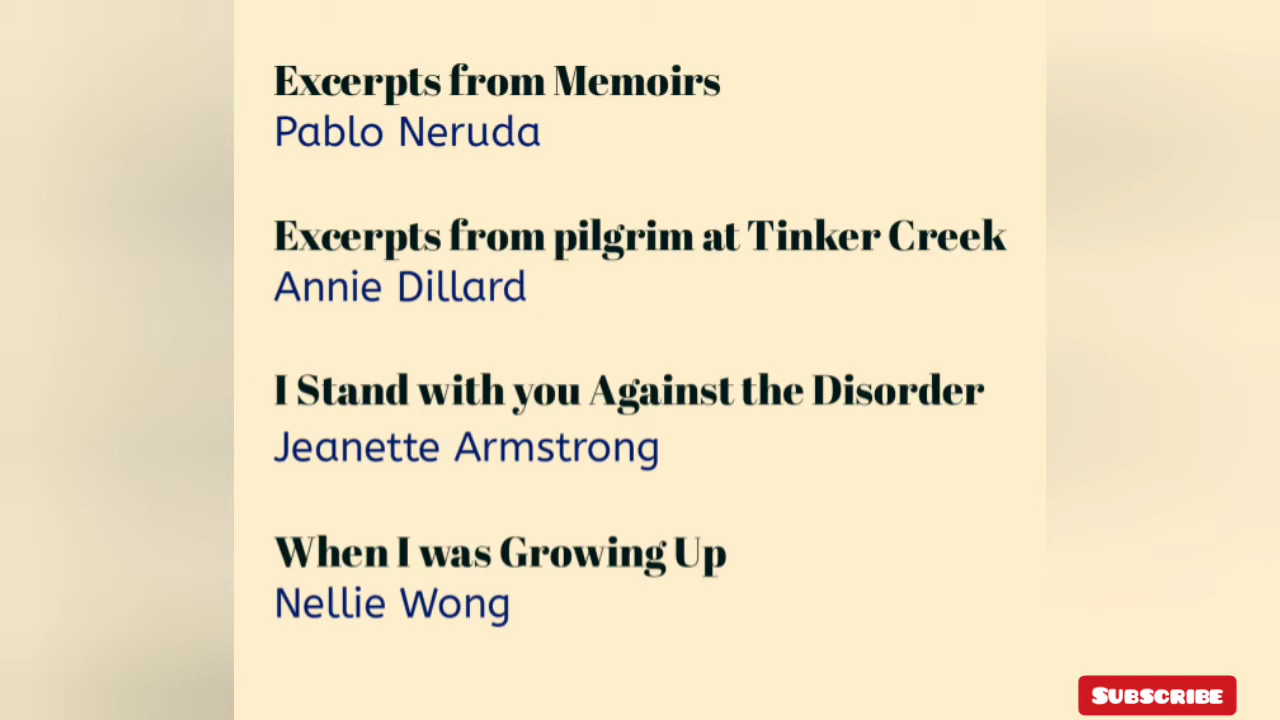 Excerpts from Memoirs
Pablo Neruda
Excerpts from pilgrim at Tinker Creek
Annie Dillard
I Stand with you Against the Disorder
Jeanette Armstrong
When I was Growing Up
Nellie Wong
SUBSCRIBE